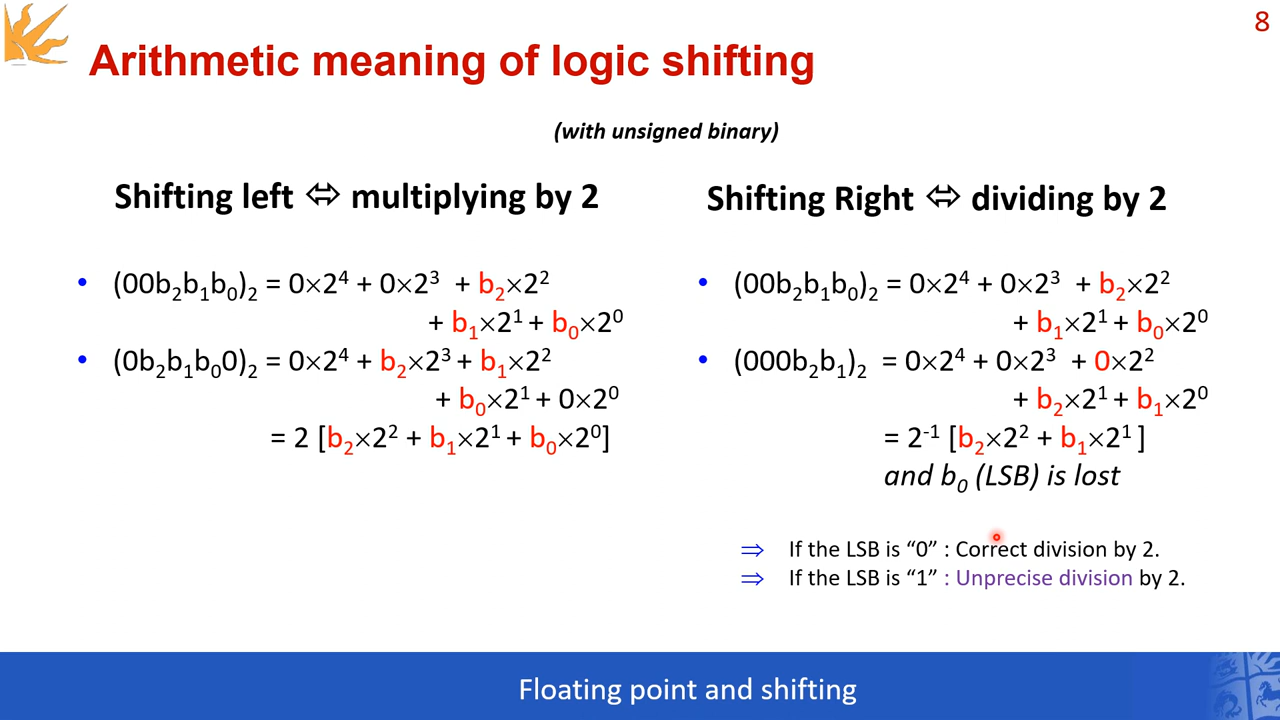 8
Arithmetic meaning of logic shifting
(with unsigned binary)
Shifting left ⬄ multiplying by 2
• (00b₂b₁b₀)₂ = 0×2⁴ + 0×2³ + b₂×2²
+ b₁×2¹ + b₀×2⁰
• (0b₂b₁b₀0)₂ = 0×2⁴ + b₂×2³ + b₁×2²
+ b₀×2¹ + 0×2⁰
= 2 [b₂×2² + b₁×2¹ + b₀×2⁰]
Shifting Right ⬄ dividing by 2
• (00b₂b₁b₀)₂ = 0×2⁴ + 0×2³ + b₂×2²
+ b₁×2¹ + b₀×2⁰
• (000b₂b₁)₂ = 0×2⁴ + 0×2³ + 0×2²
+ b₂×2¹ + b₁×2⁰
= 2⁻¹ [b₂×2² + b₁×2¹ ]
and b₀ (LSB) is lost
⇒ If the LSB is “0” : Correct division by 2.
⇒ If the LSB is “1” : Unprecise division by 2.
Floating point and shifting